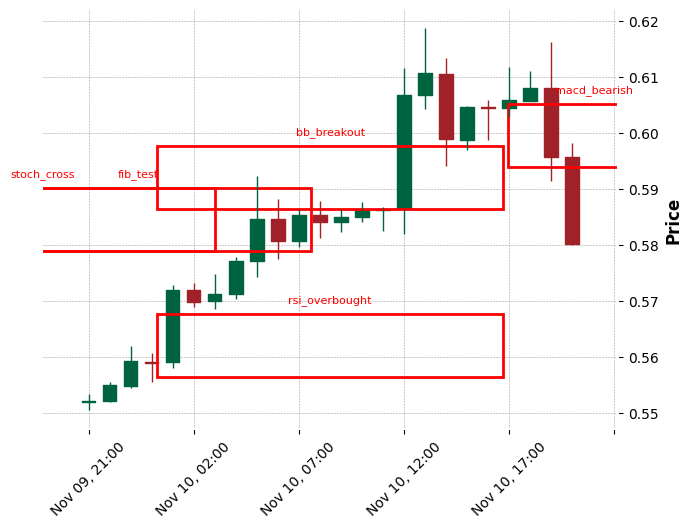 0.62
0.61
macd_bearish
0.60
bb_breakout
stoch_cross
fib_test
0.59
0.58
Price
0.57
rsi_overbought
0.56
0.55
Nov 09, 21:00
Nov 10, 02:00
Nov 10, 07:00
Nov 10, 12:00
Nov 10, 17:00